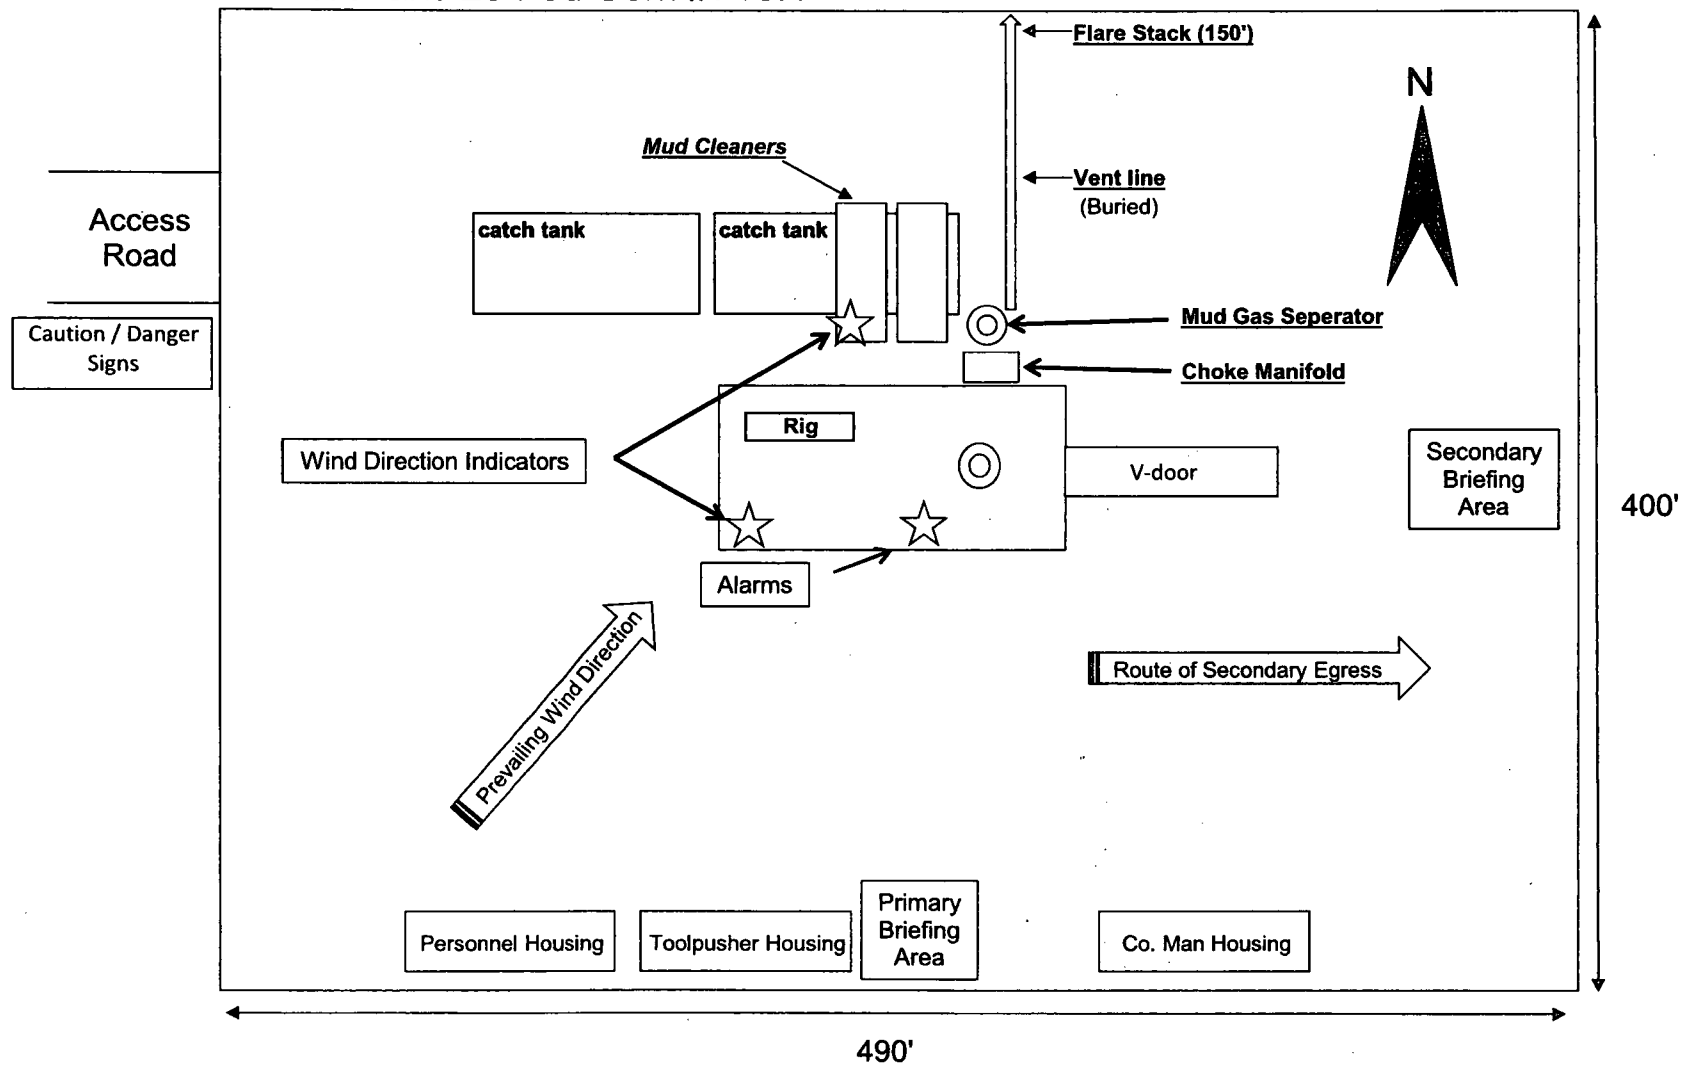 Flare Stack (150')
N
Mud Cleaners
Vent line
(Buried)
Access
Road
catch tank
catch tank
Caution / Danger
Signs
Mud Gas Seperator
Choke Manifold
Rig
Wind Direction Indicators
V-door
Secondary
Briefing
Area
400'
Alarms
Prevailing Wind Direction
Route of Secondary Egress
Personnel Housing
Toolpusher Housing
Primary
Briefing
Area
Co. Man Housing
490'